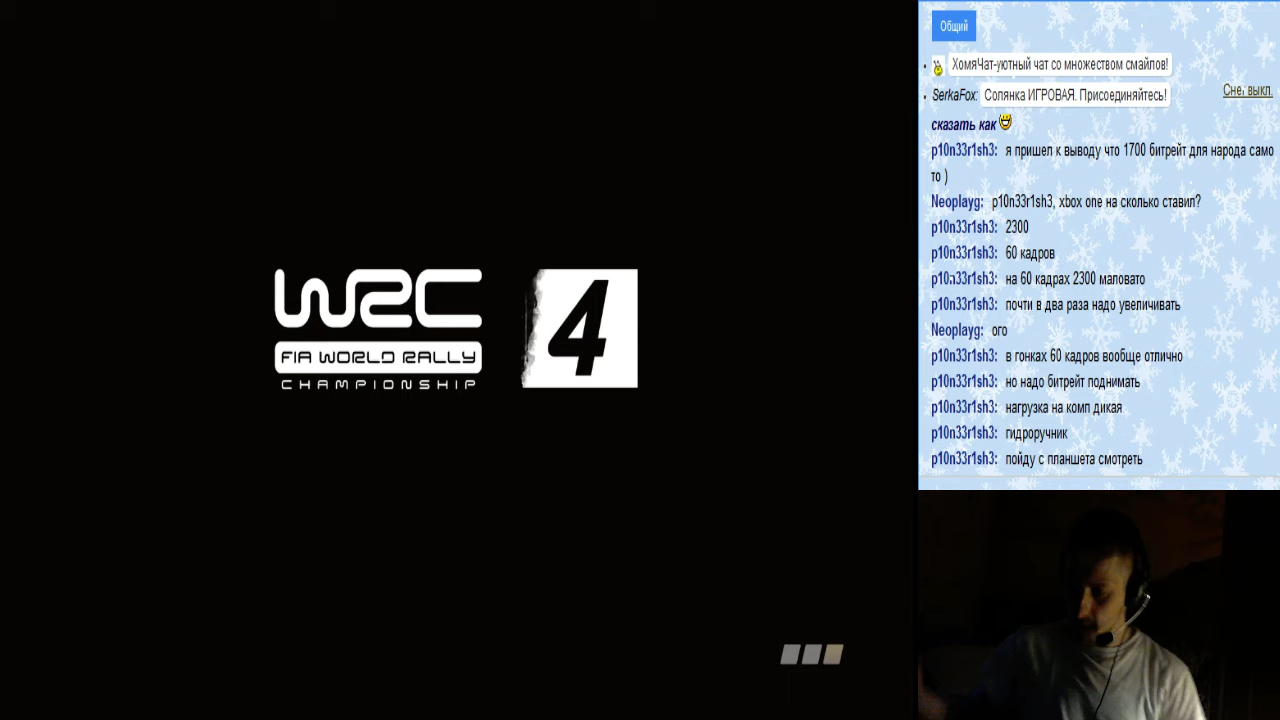 WRC
FIA WORLD RALLY
CHAMPIONSHIP
4
Общий
ХомяЧат-уютный чат со множеством смайлов!
SerkaFox: Солянка ИГРОВАЯ. Присоединяйтесь!
Снег выкл.
сказать как
p10n33r1sh3: я пришел к выводу что 1700 битрейт для народа само
то )
Neoplayg: p10n33r1sh3, xbox one на сколько ставил?
p10n33r1sh3: 2300
p10n33r1sh3: 60 кадров
p10n33r1sh3: на 60 кадрах 2300 маловато
p10n33r1sh3: почти в два раза надо увеличивать
Neoplayg: ого
p10n33r1sh3: в гонках 60 кадров вообще отлично
p10n33r1sh3: но надо битрейт поднимать
p10n33r1sh3: нагрузка на комп дикая
p10n33r1sh3: гидроручник
p10n33r1sh3: пойду с планшета смотреть